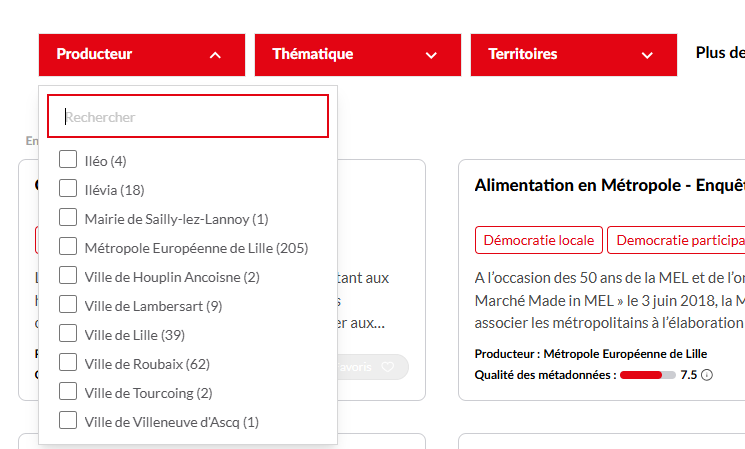 Producteur
Thématique
Territoires
Plus de
Rechercher
Iléo (4)
Ilévia (18)
Mairie de Sailly-lez-Lannoy (1)
Métropole Européenne de Lille (205)
Ville de Houplin Ancoisne (2)
Ville de Lambersart (9)
Ville de Lille (39)
Ville de Roubaix (62)
Ville de Tourcoing (2)
Ville de Villeneuve d'Ascq (1)
En
tant aux
er aux...
avoris
Alimentation en Métropole - Enquêt
Démocratie locale
Democratie participa
A l'occasion des 50 ans de la MEL et de l'o
Marché Made in MEL » le 3 juin 2018, la M
associer les métropolitains à l'élaboration
Producteur : Métropole Européenne de Lille
Qualité des métadonnées : 7.5